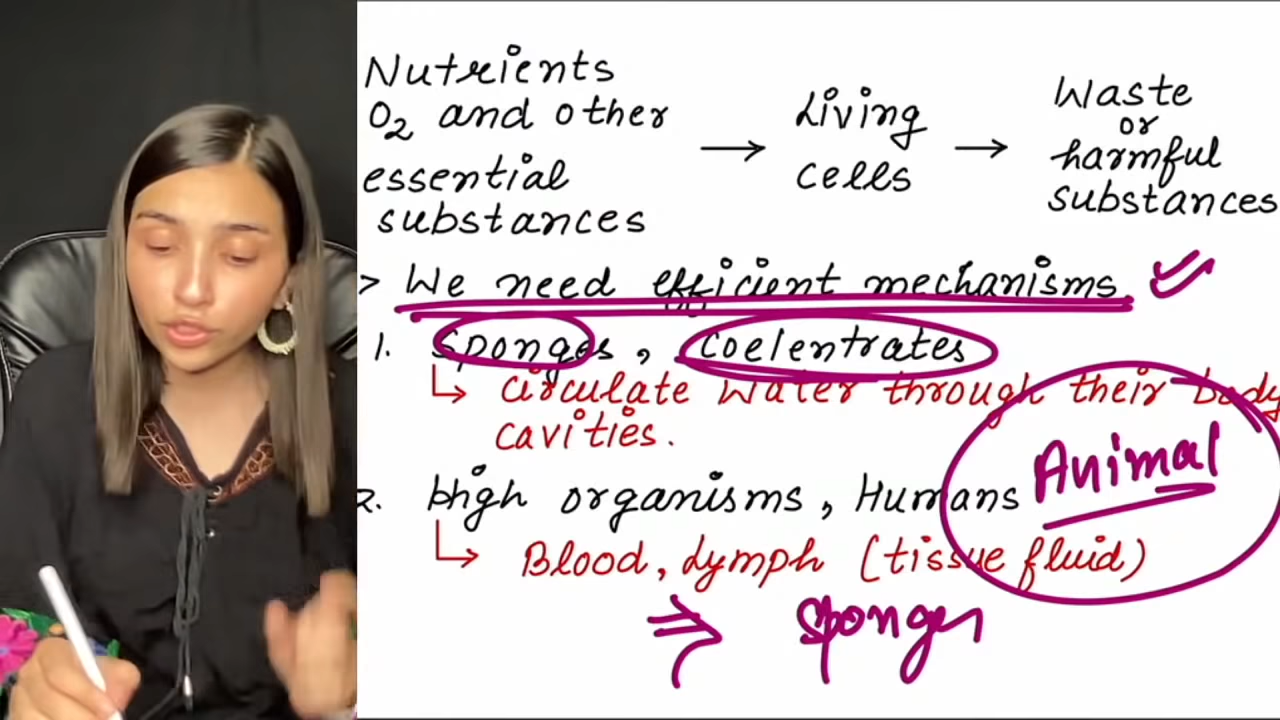 Nutrients
O2 and other
essential
substances
→ Living
cells
→ Waste
or
harmful
substances
> We need efficient mechanisms
1. Sponges, Coelentrates
↳ circulate water through their body
cavities.
2. High organisms, Humans
↳ Blood, Lymph (tissue fluid)
Animal
⇒ Sponges